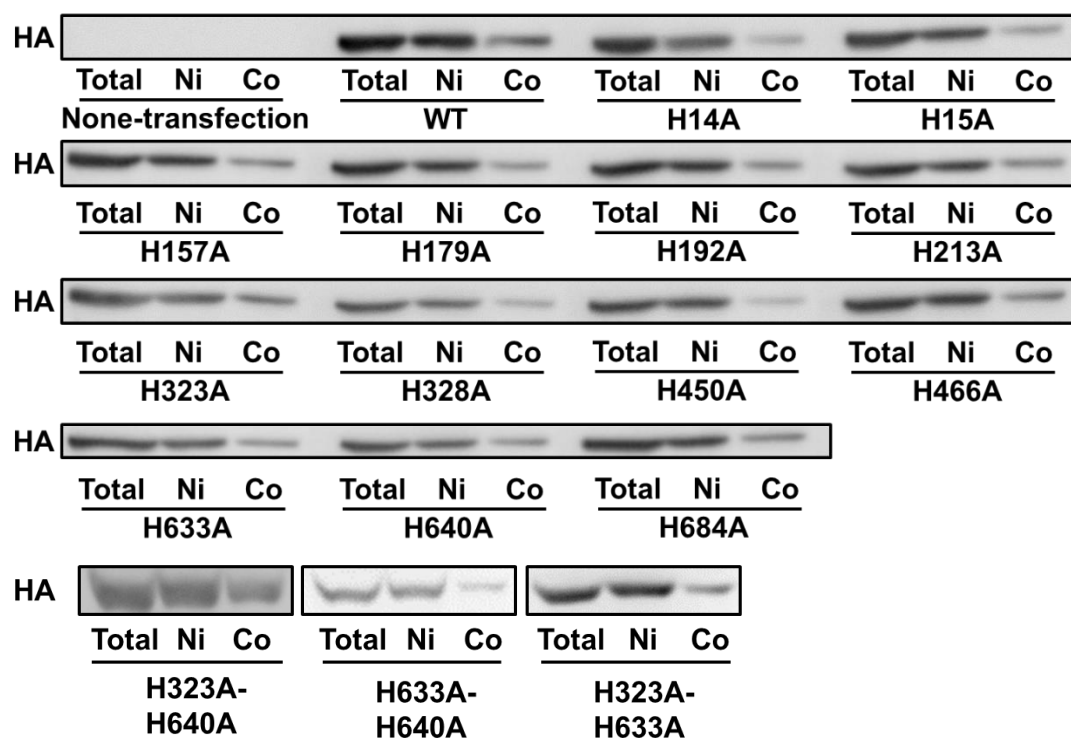 HA
Total Ni Co Total Ni Co Total Ni Co Total Ni Co
None-transfection WT H14A H15A
HA
Total Ni Co Total Ni Co Total Ni Co Total Ni Co
H157A H179A H192A H213A
HA
Total Ni Co Total Ni Co Total Ni Co Total Ni Co
H323A H328A H450A H466A
HA
Total Ni Co Total Ni Co Total Ni Co
H633A H640A H684A
HA
Total Ni Co Total Ni Co Total Ni Co
H323A- H633A- H323A-
H640A H640A H633A